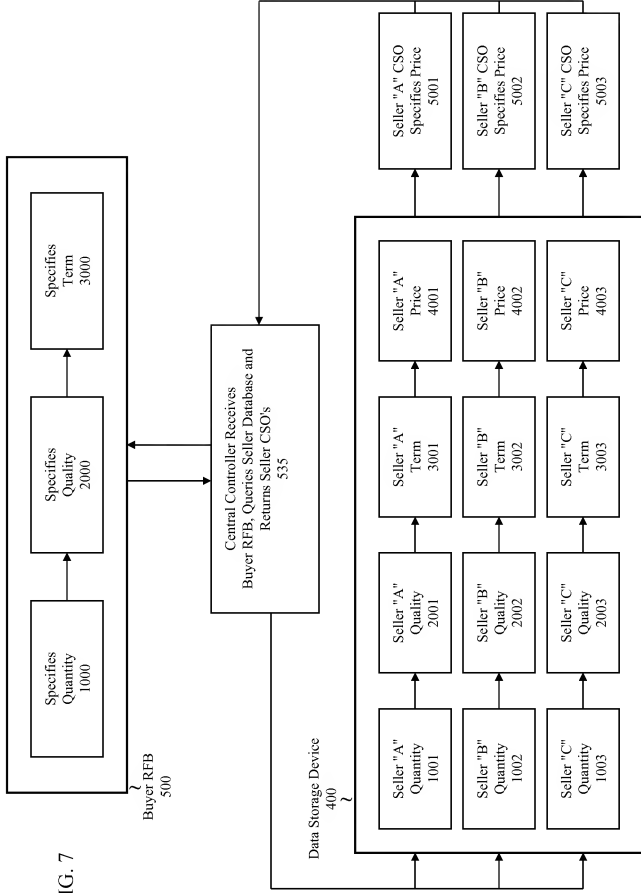 Specifies
Quantity
1000
Specifies
Quality
2000
Specifies
Term
3000
Buyer RFB
500
Central Controller Receives
Buyer RFB, Queries Seller Database and
Returns Seller CSO's
535
Data Storage Device
400
Seller "A"
Quantity
1001
Seller "A"
Quality
2001
Seller "A"
Term
3001
Seller "A"
Price
4001
Seller "A" CSO
Specifies Price
5001
Seller "B"
Quantity
1002
Seller "B"
Quality
2002
Seller "B"
Term
3002
Seller "B"
Price
4002
Seller "B" CSO
Specifies Price
5002
Seller "C"
Quantity
1003
Seller "C"
Quality
2003
Seller "C"
Term
3003
Seller "C"
Price
4003
Seller "C" CSO
Specifies Price
5003
IG. 7